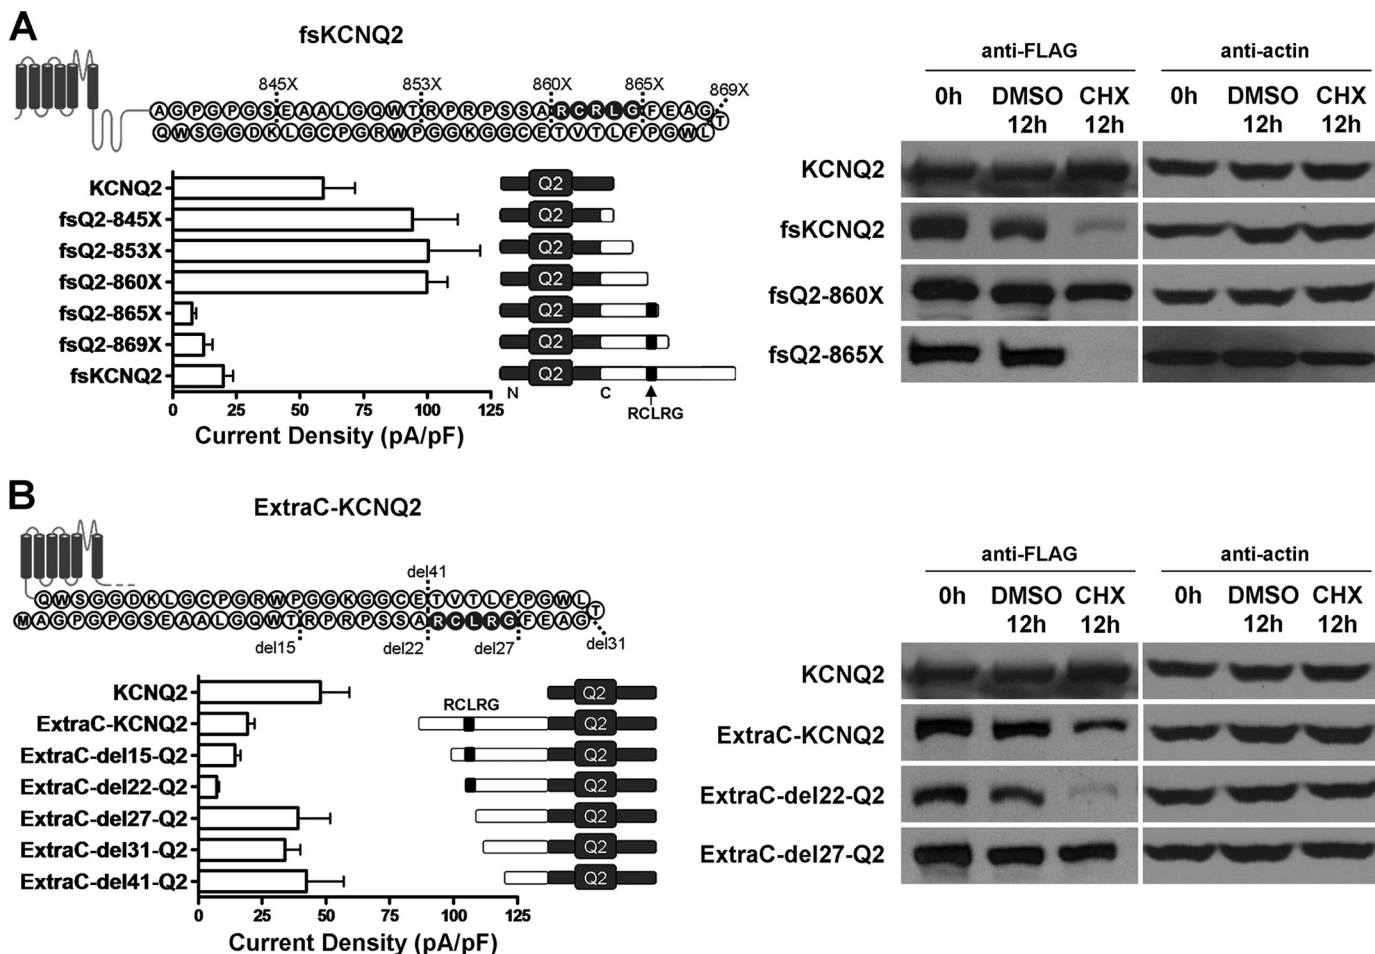 A
fsKCNQ2
845X
853X
860X
865X
869X
AGPGPGSEAALGQWTRPRPSSARCRLGFEAG
T
QWSGGDKLGCPGRWPGGKGGCETVTLFPGWL
KCNQ2
fsQ2-845X
fsQ2-853X
fsQ2-860X
fsQ2-865X
fsQ2-869X
fsKCNQ2
0 25 50 75 100 125
Current Density (pA/pF)
Q2
Q2
Q2
Q2
Q2
Q2
Q2
N C
RCLRG
anti-FLAG anti-actin
0h DMSO 12h CHX 12h 0h DMSO 12h CHX 12h
KCNQ2
fsKCNQ2
fsQ2-860X
fsQ2-865X
B
ExtraC-KCNQ2
del41
QWSGGDKLGCPGRWPGGKGGCETVTLFPGWL
T
MAGPGPGSEAALGQWTRPRPSSARCLRGFEAG
del15 del22 del27 del31
KCNQ2
ExtraC-KCNQ2
ExtraC-del15-Q2
ExtraC-del22-Q2
ExtraC-del27-Q2
ExtraC-del31-Q2
ExtraC-del41-Q2
0 25 50 75 100 125
Current Density (pA/pF)
RCLRG
Q2
Q2
Q2
Q2
Q2
Q2
Q2
anti-FLAG anti-actin
0h DMSO 12h CHX 12h 0h DMSO 12h CHX 12h
KCNQ2
ExtraC-KCNQ2
ExtraC-del22-Q2
ExtraC-del27-Q2